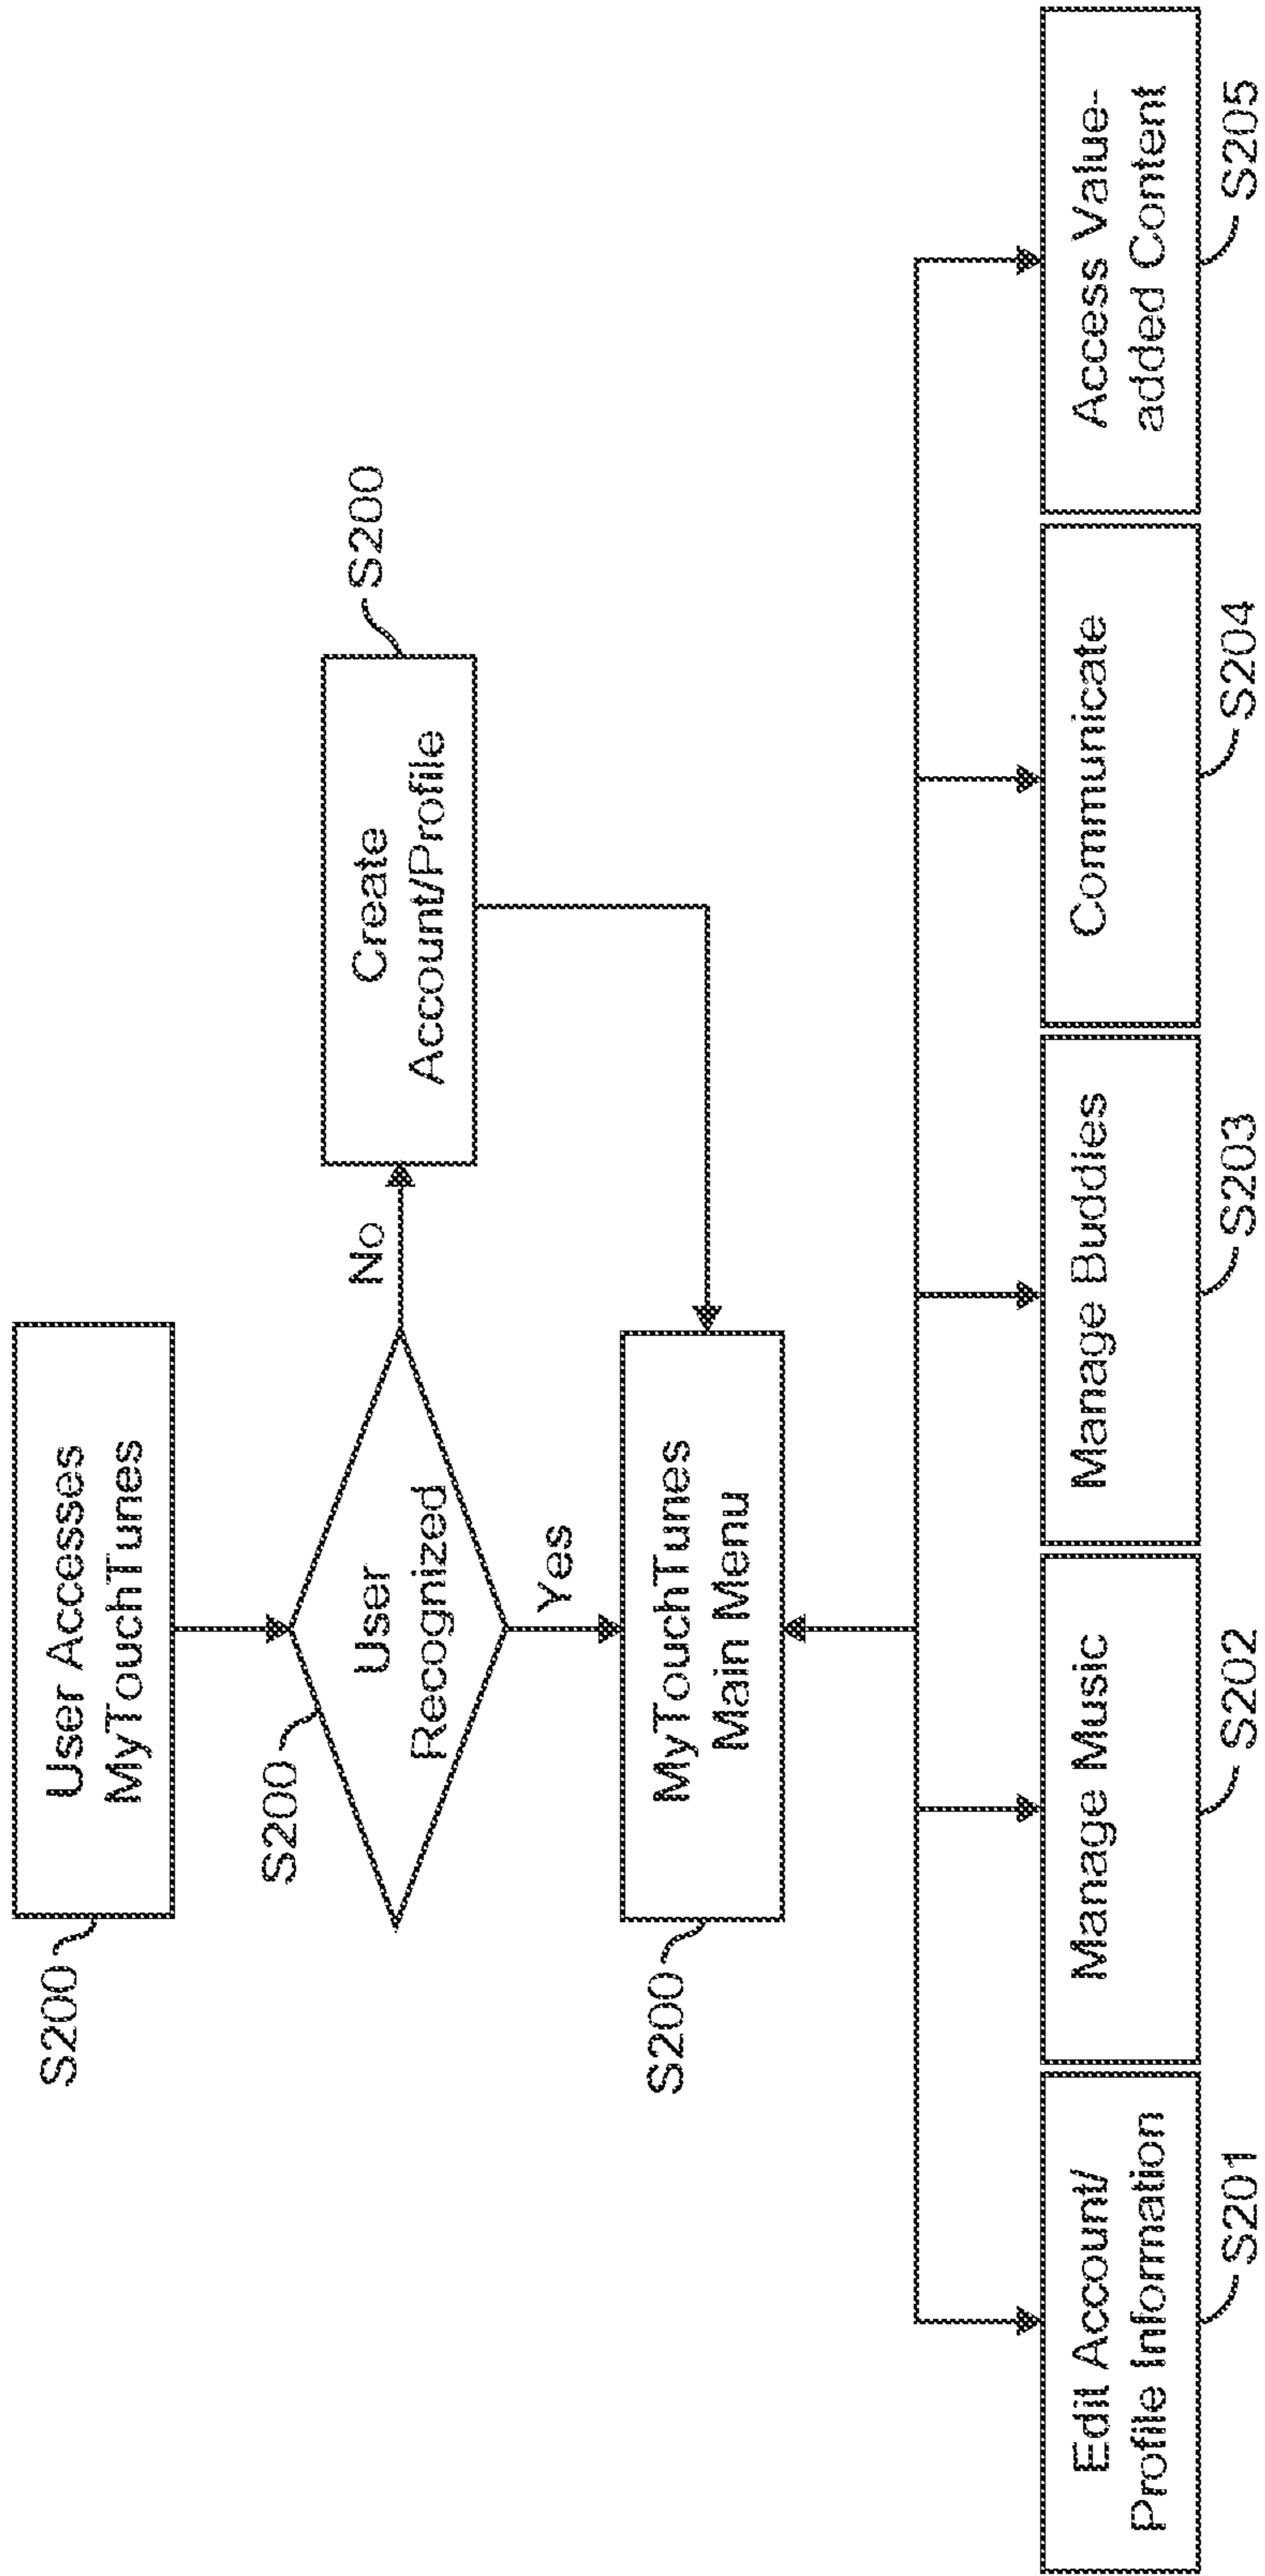 User Accesses
MyTouchTunes
S200
S200
User
Recognized
No
Create
Account/Profile
S200
Yes
MyTouchTunes
Main Menu
S200
Edit Account/
Profile Information
S201
Manage Music
S202
Manage Buddies
S203
Communicate
S204
Access Value-
added Content
S205